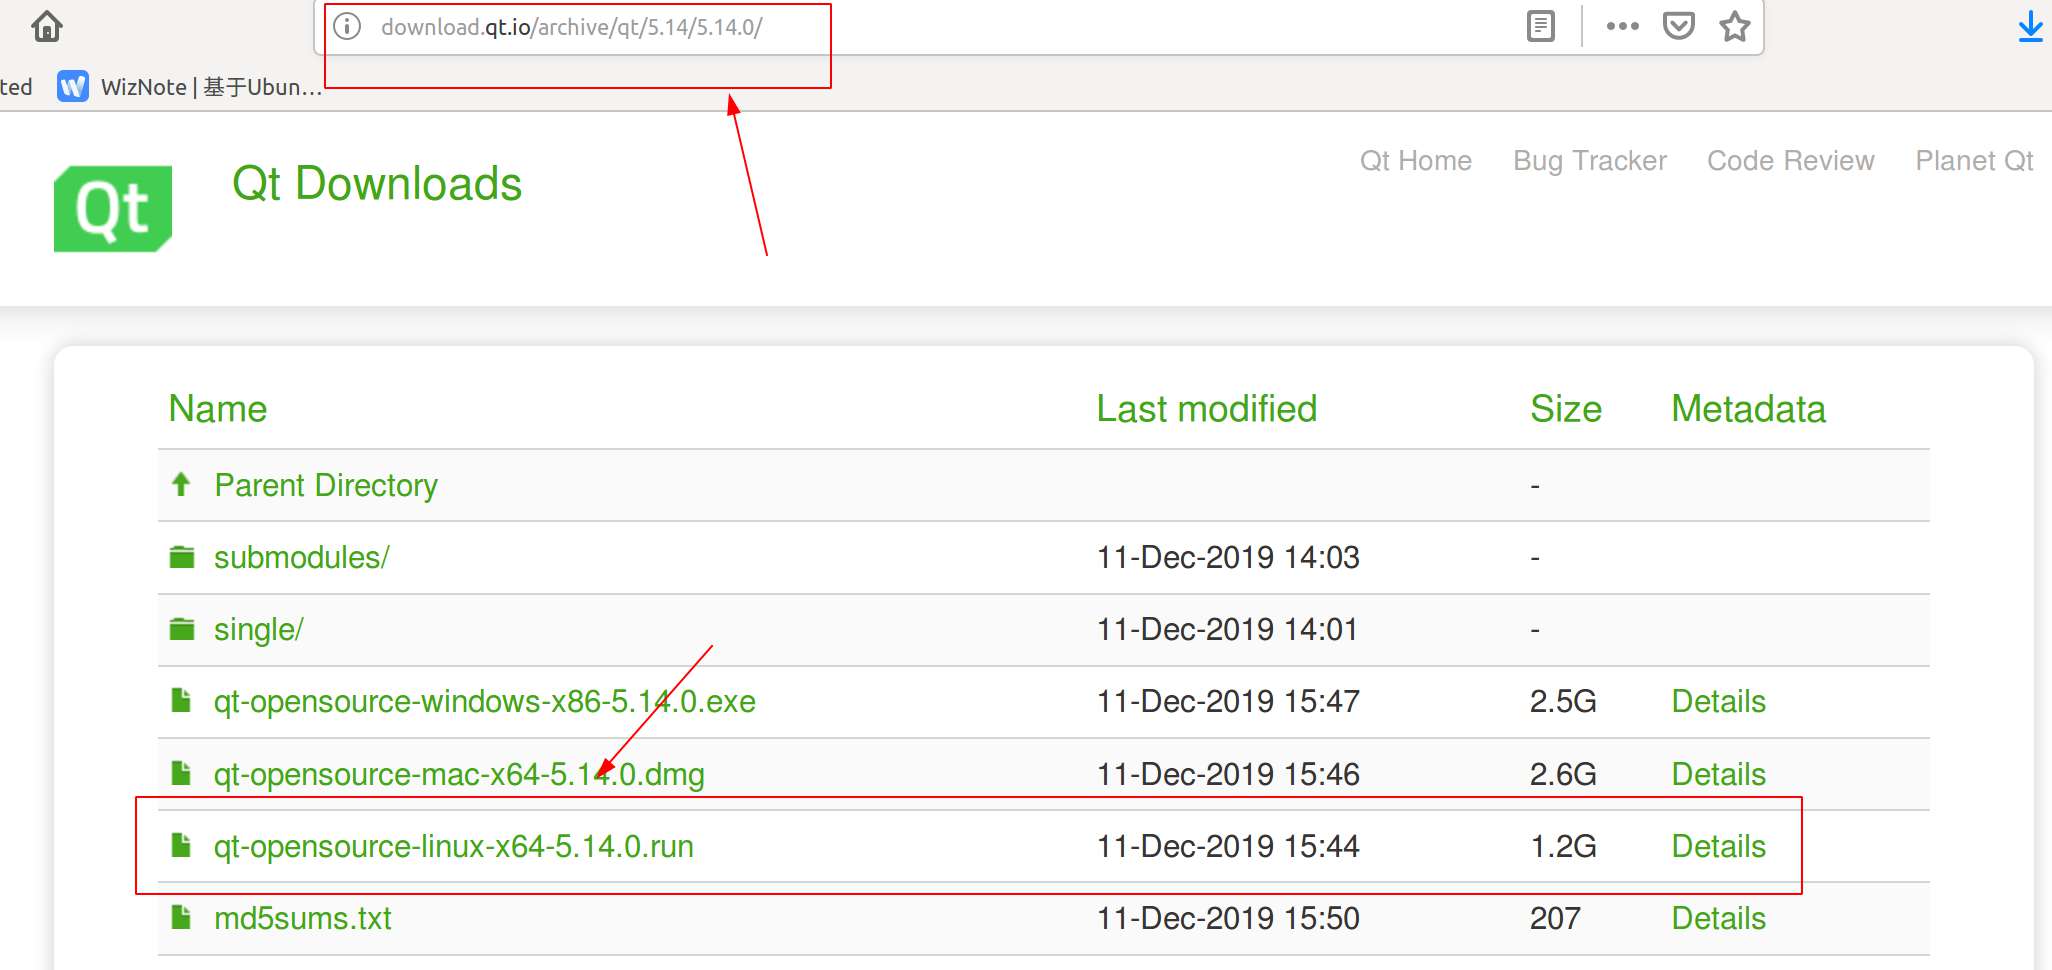 download.qt.io/archive/qt/5.14/5.14.0/
ted WizNote | 基于Ubun...
Qt Qt Downloads Qt Home Bug Tracker Code Review Planet Qt
Name Last modified Size Metadata
Parent Directory -
submodules/ 11-Dec-2019 14:03 -
single/ 11-Dec-2019 14:01 -
qt-opensource-windows-x86-5.14.0.exe 11-Dec-2019 15:47 2.5G Details
qt-opensource-mac-x64-5.14.0.dmg 11-Dec-2019 15:46 2.6G Details
qt-opensource-linux-x64-5.14.0.run 11-Dec-2019 15:44 1.2G Details
md5sums.txt 11-Dec-2019 15:50 207 Details